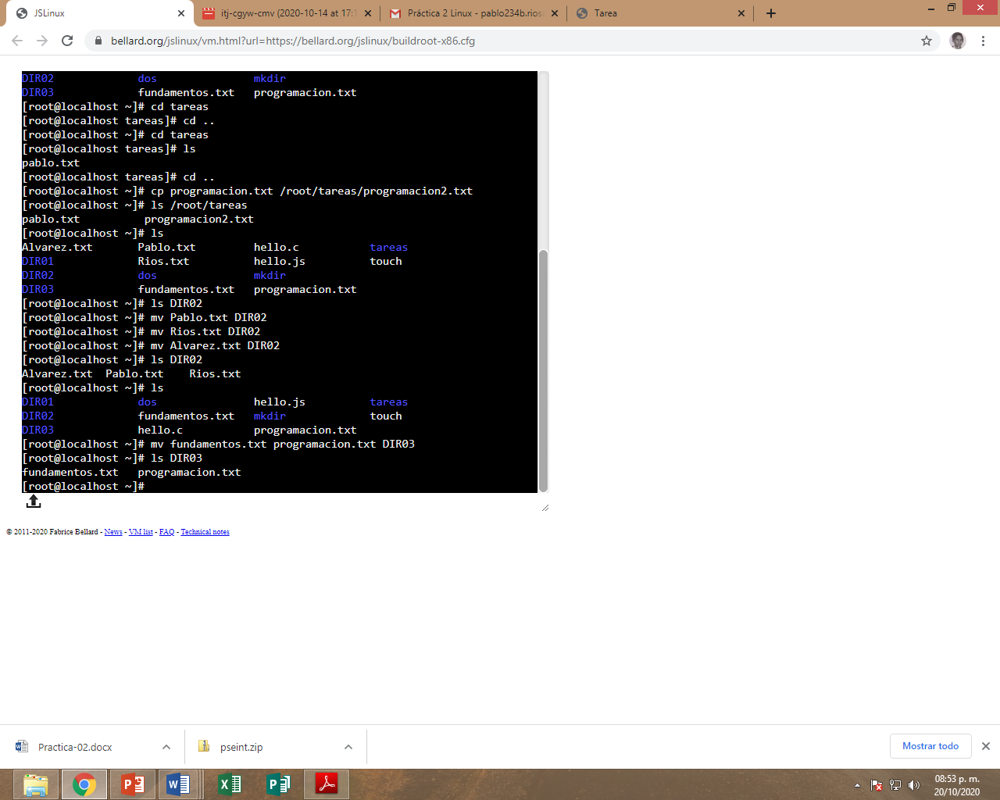 JSLinux
itj-cgyw-cmv (2020-10-14 at 17:1
Práctica 2 Linux - pablo234b.rios
Tarea
bellard.org/jslinux/vm.html?url=https://bellard.org/jslinux/buildroot-x86.cfg
DIR02 dos mkdir
DIR03 fundamentos.txt programacion.txt
[root@localhost ~]# cd tareas
[root@localhost tareas]# cd ..
[root@localhost ~]# cd tareas
[root@localhost tareas]# ls
pablo.txt
[root@localhost tareas]# cd ..
[root@localhost ~]# cp programacion.txt /root/tareas/programacion2.txt
[root@localhost ~]# ls /root/tareas
pablo.txt programacion2.txt
[root@localhost ~]# ls
Alvarez.txt Pablo.txt hello.c tareas
DIR01 Rios.txt hello.js touch
DIR02 dos mkdir
DIR03 fundamentos.txt programacion.txt
[root@localhost ~]# ls DIR02
[root@localhost ~]# mv Pablo.txt DIR02
[root@localhost ~]# mv Rios.txt DIR02
[root@localhost ~]# mv Alvarez.txt DIR02
[root@localhost ~]# ls DIR02
Alvarez.txt Pablo.txt Rios.txt
[root@localhost ~]# ls
DIR01 dos hello.js tareas
DIR02 fundamentos.txt mkdir touch
DIR03 hello.c programacion.txt
[root@localhost ~]# mv fundamentos.txt programacion.txt DIR03
[root@localhost ~]# ls DIR03
fundamentos.txt programacion.txt
[root@localhost ~]#
© 2011-2020 Fabrice Bellard - News - VM list - FAQ - Technical notes
Practica-02.docx
pseint.zip
Mostrar todo
08:53 p. m.
20/10/2020